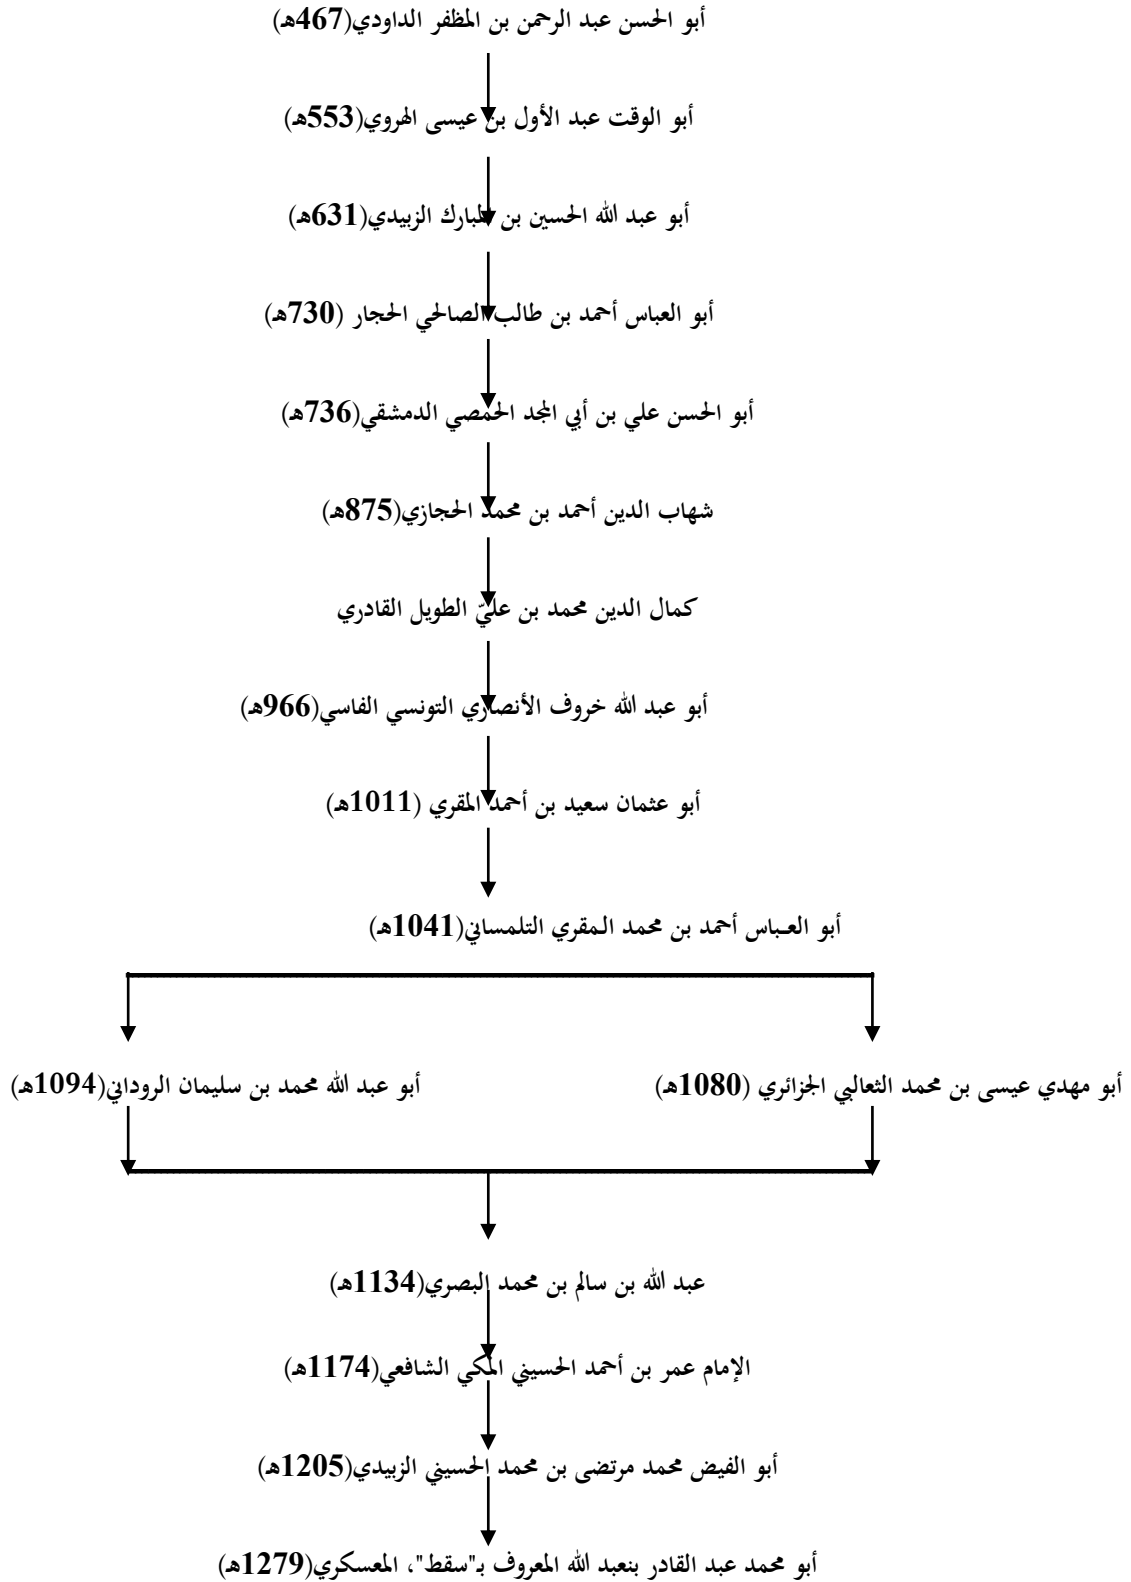 أبو الحسن عبد الرحمن بن المظفر الداودي(467هـ)
أبو الوقت عبد الأول بن عيسى الهروي(553هـ)
أبو عبد الله الحسين بن المبارك الزبيدي(631هـ)
أبو العباس أحمد بن طالب الصالحي الحجار (730هـ)
أبو الحسن علي بن أبي المجد الحمصي الدمشقي(736هـ)
شهاب الدين أحمد بن محمد الحجازي(875هـ)
كمال الدين محمد بن عليّ الطويل القادري
أبو عبد الله خروف الأنصاري التونسي الفاسي(966هـ)
أبو عثمان سعيد بن أحمد المقري (1011هـ)
أبو العباس أحمد بن محمد المقري التلمساني(1041هـ)
أبو مهدي عيسى بن محمد الثعالبي الجزائري (1080هـ)
أبو عبد الله محمد بن سليمان الروداني(1094هـ)
عبد الله بن سالم بن محمد البصري(1134هـ)
الإمام عمر بن أحمد الحسيني المكي الشافعي(1174هـ)
أبو الفيض محمد مرتضى بن محمد الحسيني الزبيدي(1205هـ)
أبو محمد عبد القادر بنعبد الله المعروف بـ"سقط"، المعسكري(1279هـ)